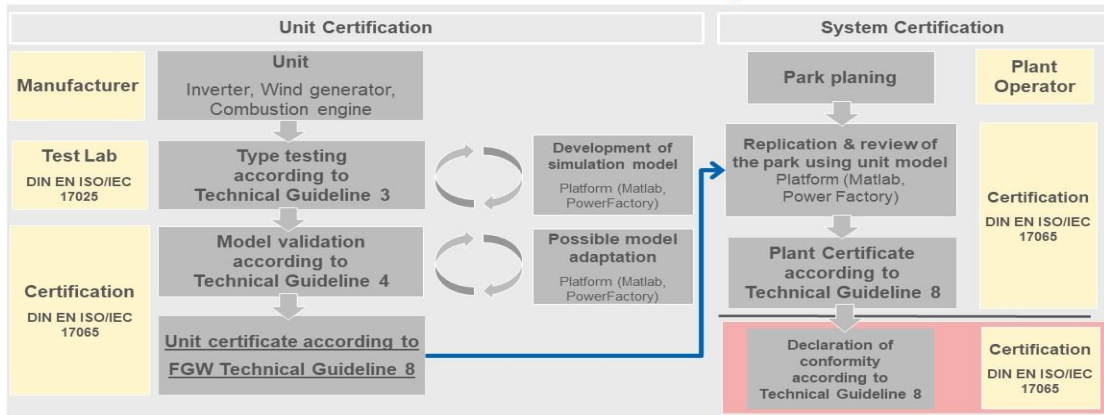 Unit Certification
Manufacturer
Unit
Inverter, Wind generator,
Combustion engine
Test Lab
DIN EN ISO/IEC
17025
Type testing
according to
Technical Guideline 3
Development of
simulation model
Platform (Matlab,
PowerFactory)
Certification
DIN EN ISO/IEC
17065
Model validation
according to
Technical Guideline 4
Possible model
adaptation
Platform (Matlab,
PowerFactory)
Unit certificate according to
FGW Technical Guideline 8
System Certification
Park planing
Plant
Operator
Replication & review of
the park using unit model
Platform (Matlab,
Power Factory)
Certification
DIN EN ISO/IEC
17065
Plant Certificate
according to
Technical Guideline 8
Declaration of
conformity
according to
Technical Guideline 8
Certification
DIN EN ISO/IEC
17065